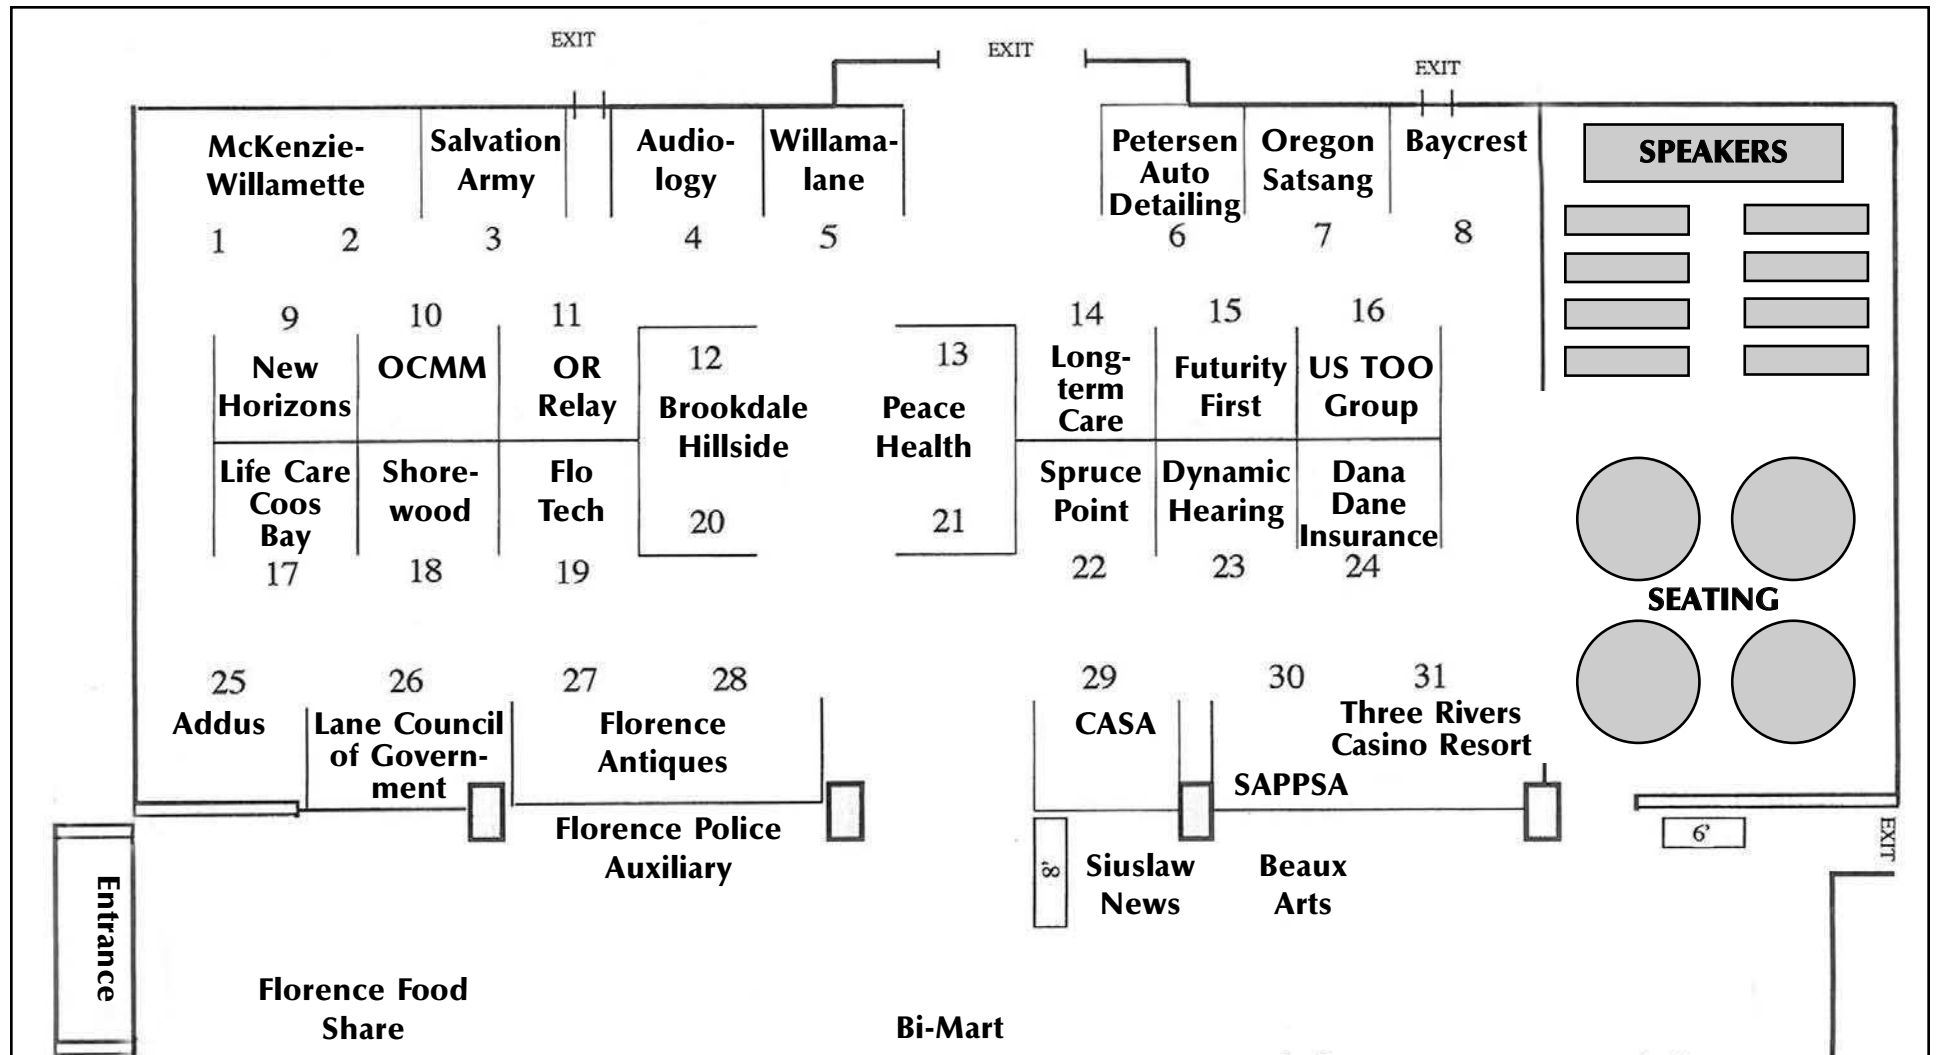 EXIT
EXIT
EXIT
McKenzie-
Willamette
1
2
Salvation
Army
3
Audio-
logy
4
Willama-
lane
5
Petersen
Auto
Detailing
6
Oregon
Satsang
7
Baycrest
8
SPEAKERS
9
New
Horizons
10
OCMM
11
OR
Relay
12
Brookdale
Hillside
20
13
Peace
Health
21
14
Long-
term
Care
15
Futurity
First
16
US TOO
Group
Life Care
Coos
Bay
17
Shore-
wood
18
Flo
Tech
19
Spruce
Point
22
Dynamic
Hearing
23
Dana
Dane
Insurance
24
SEATING
25
Addus
26
Lane Council
of Govern-
ment
27
28
Florence
Antiques
29
CASA
30
SAPPSA
31
Three Rivers
Casino Resort
Florence Police
Auxiliary
8'
Siuslaw
News
Beaux
Arts
6'
EXIT
Entrance
Florence Food
Share
Bi-Mart